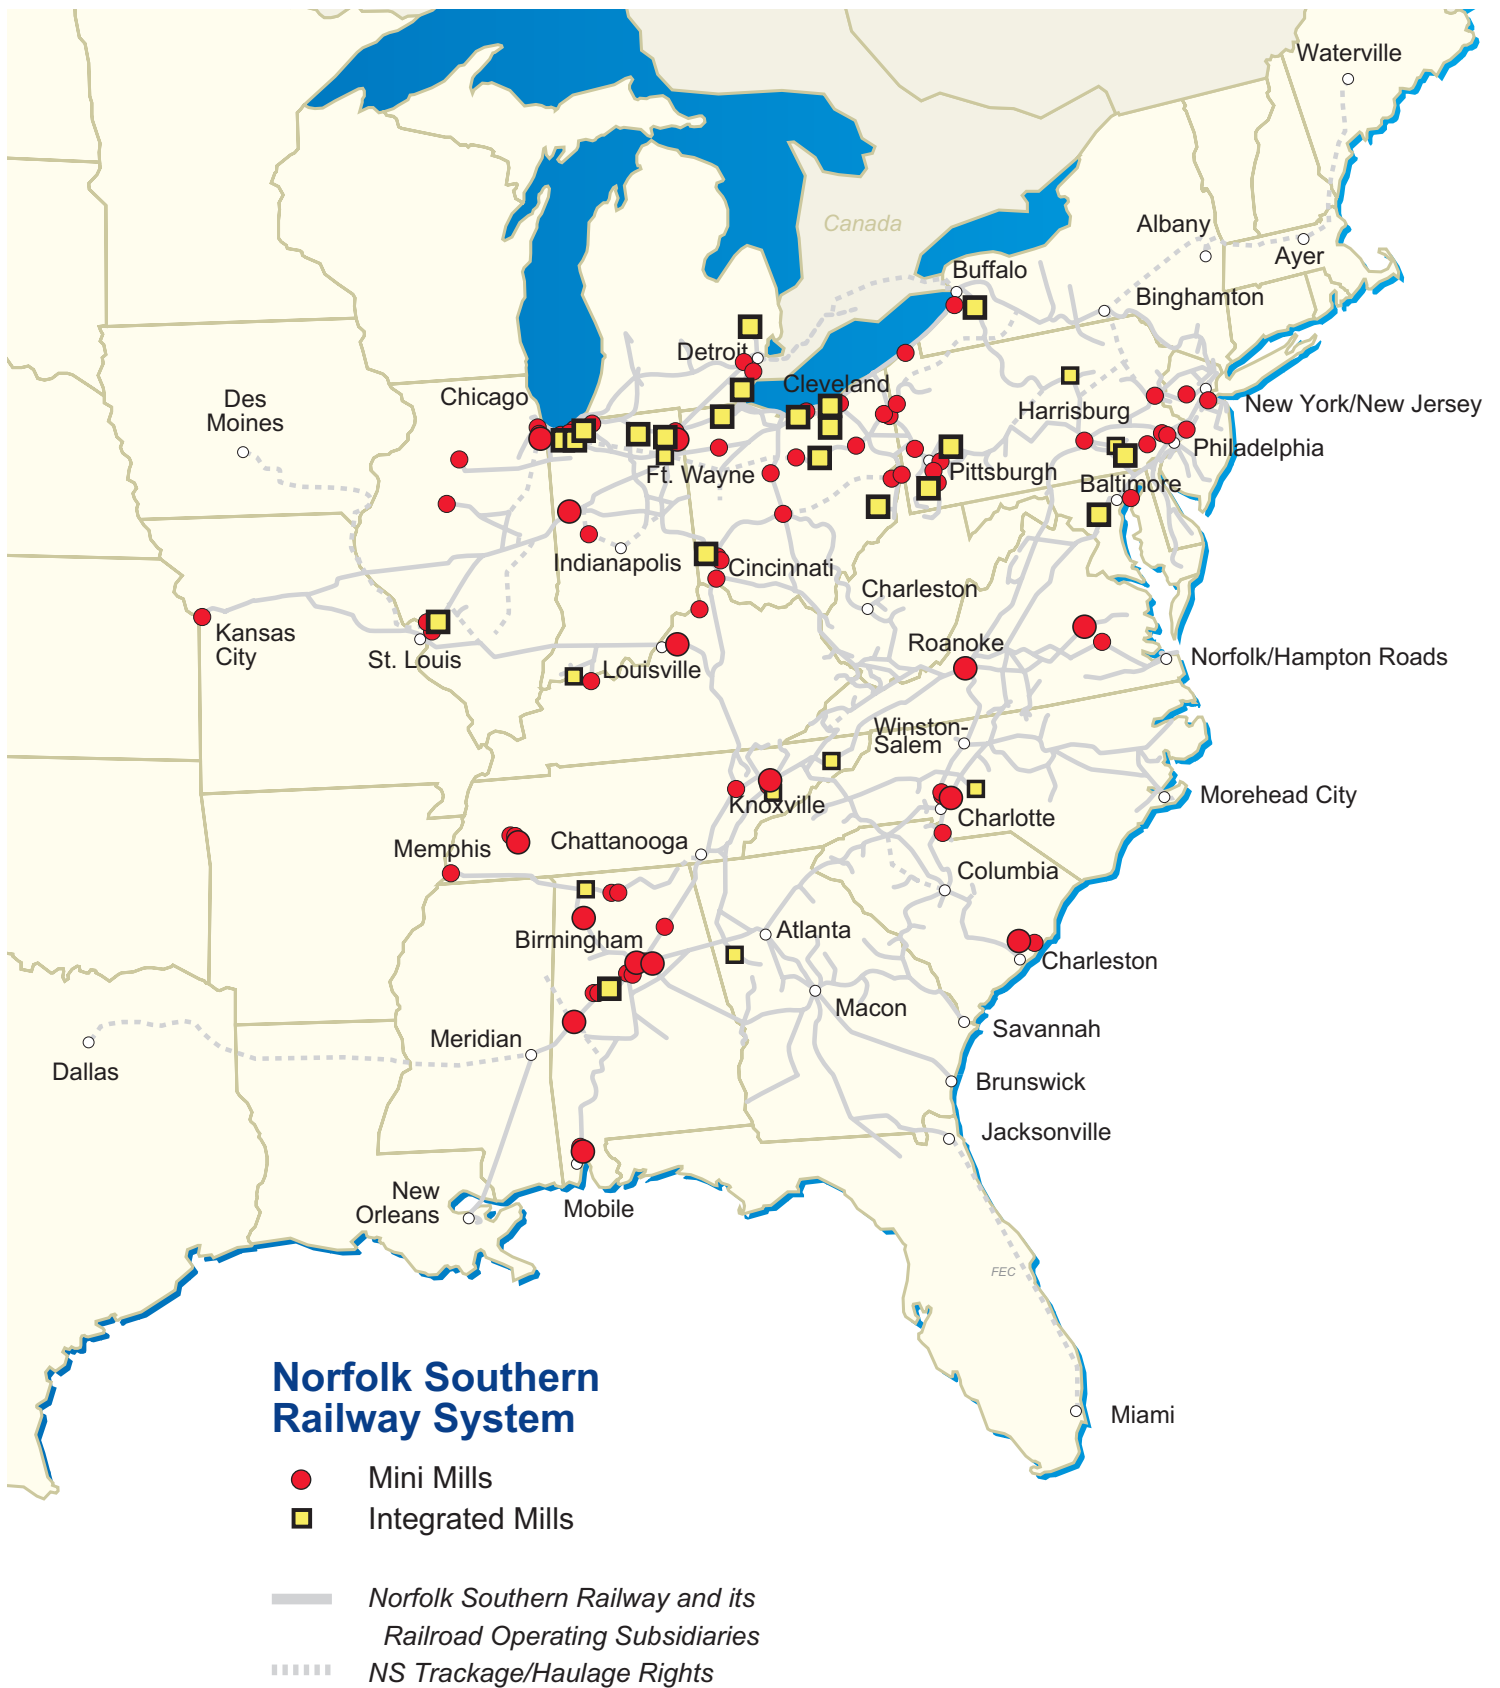 Waterville
Canada
Albany
Ayer
Buffalo
Binghamton
Detroit
Cleveland
Chicago
Des
Moines
Harrisburg
New York/New Jersey
Philadelphia
Ft. Wayne
Pittsburgh
Baltimore
Indianapolis
Cincinnati
Charleston
Kansas
City
St. Louis
Louisville
Roanoke
Norfolk/Hampton Roads
Winston-
Salem
Knoxville
Morehead City
Charlotte
Memphis
Chattanooga
Columbia
Birmingham
Atlanta
Charleston
Macon
Meridian
Savannah
Dallas
Brunswick
Jacksonville
New
Orleans
Mobile
FEC
Miami
Norfolk Southern
Railway System
Mini Mills
Integrated Mills
Norfolk Southern Railway and its
Railroad Operating Subsidiaries
NS Trackage/Haulage Rights